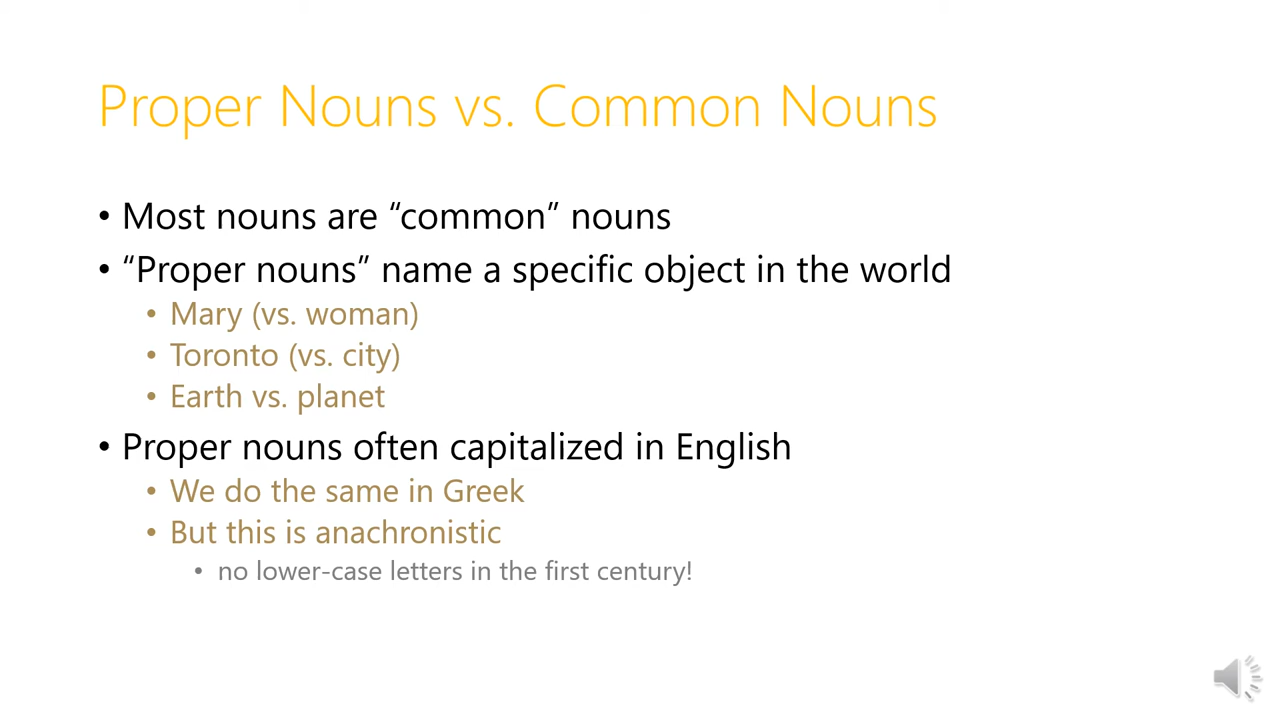 Proper Nouns vs. Common Nouns
• Most nouns are “common” nouns
• “Proper nouns” name a specific object in the world
• Mary (vs. woman)
• Toronto (vs. city)
• Earth vs. planet
• Proper nouns often capitalized in English
• We do the same in Greek
• But this is anachronistic
• no lower-case letters in the first century!